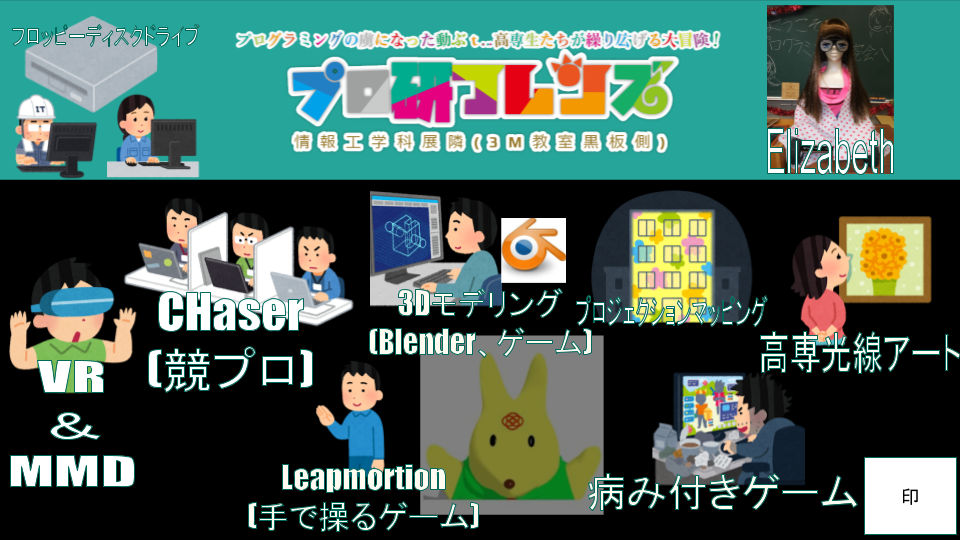 フロッピーディスクドライブ
プログラミングの虜になった動ぶt...高専生たちが繰り広げる大冒険！
プロ研フレンズ
情報工学科展隣(3M教室黒板側)
Elizabeth
IT
CHaser
(競プロ)
3Dモデリング
(Blender、ゲーム)
プロジェクションマッピング
高専光線アート
VR
&
MMD
Leapmortion
(手で操るゲーム)
病み付きゲーム
印